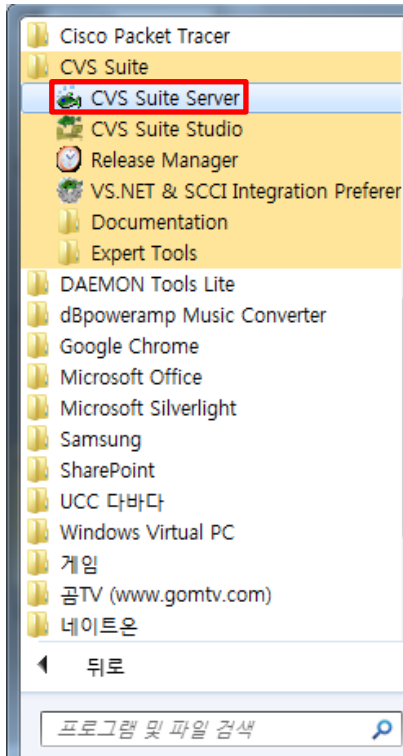 Cisco Packet Tracer
CVS Suite
CVS Suite Server
CVS Suite Studio
Release Manager
VS.NET & SCCI Integration Preferer
Documentation
Expert Tools
DAEMON Tools Lite
dBpoweramp Music Converter
Google Chrome
Microsoft Office
Microsoft Silverlight
Samsung
SharePoint
UCC 다바다
Windows Virtual PC
게임
곰TV (www.gomtv.com)
네이트온
뒤로
프로그램 및 파일 검색